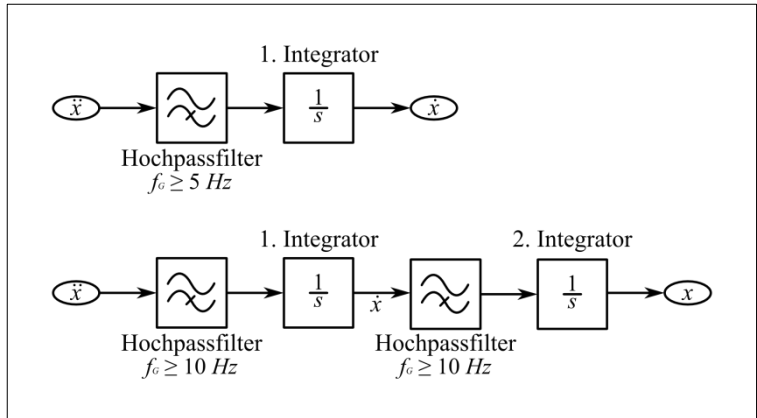 1. Integrator
ẍ
1
s
ẋ
Hochpassfilter
f_G ≥ 5 Hz
1. Integrator
2. Integrator
ẍ
1
s
ẋ
1
s
x
Hochpassfilter
Hochpassfilter
f_G ≥ 10 Hz
f_G ≥ 10 Hz